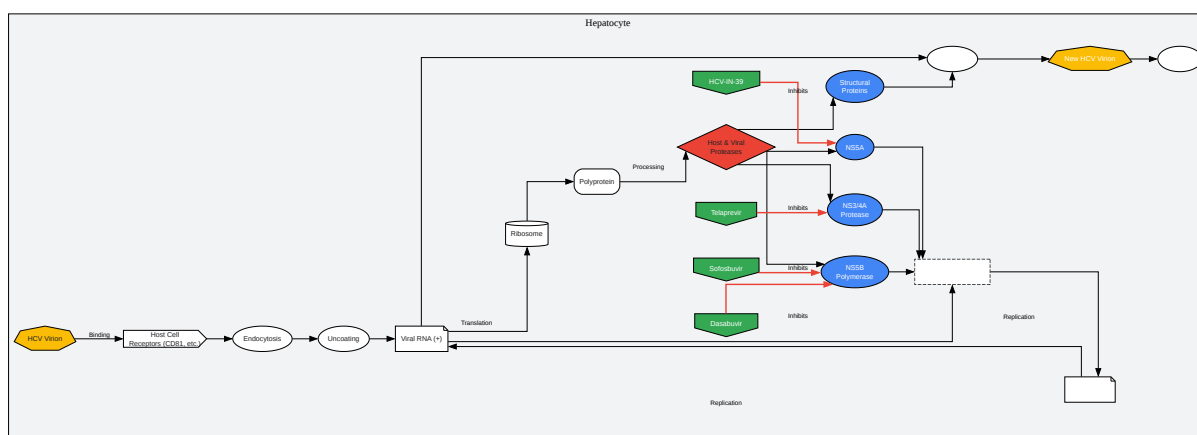 Hepatocyte
New HCV Virion
HCV-IN-39
Inhibits
Structural
Proteins
Host & Viral
Proteases
NS5A
Processing
Polyprotein
Telaprevir
Inhibits
NS3/4A
Protease
Ribosome
Sofosbuvir
Inhibits
NS5B
Polymerase
Dasabuvir
Inhibits
Replication
Translation
HCV Virion
Binding
Host Cell
Receptors (CD81, etc.)
Endocytosis
Uncoating
Viral RNA (+)
Replication